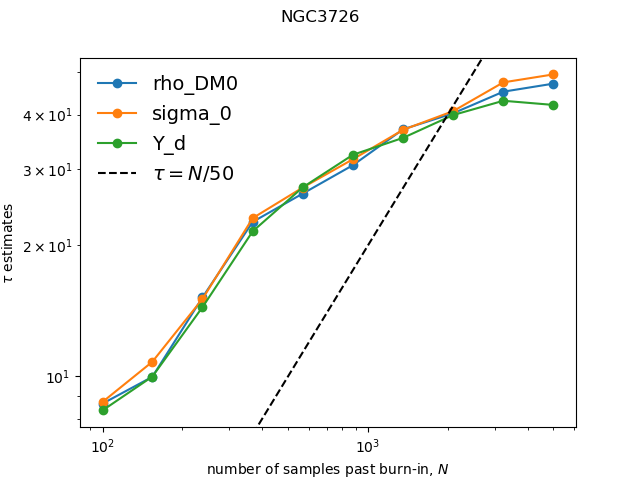 NGC3726
rho_DM0
sigma_0
Y_d
τ = N/50
4 × 10¹
3 × 10¹
2 × 10¹
10¹
τ estimates
10² 10³
number of samples past burn-in, N